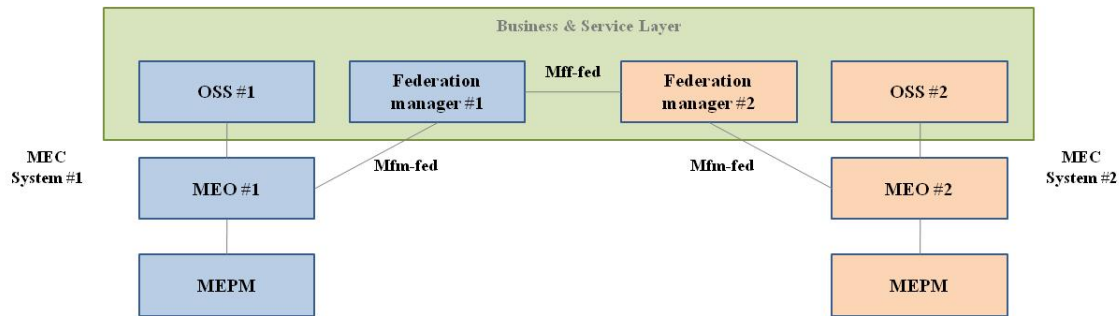 Business & Service Layer
OSS #1
Federation
manager #1
Mff-fed
Federation
manager #2
OSS #2
MEC
System #1
Mfm-fed
Mfm-fed
MEC
System #2
MEO #1
MEO #2
MEPM
MEPM